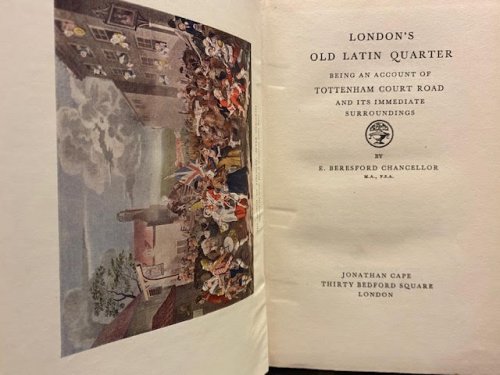 LONDON'S
OLD LATIN QUARTER
BEING AN ACCOUNT OF
TOTTENHAM COURT ROAD
AND ITS IMMEDIATE
SURROUNDINGS
BY
E. BERESFORD CHANCELLOR
M.A., F.S.A.
JONATHAN CAPE
THIRTY BEDFORD SQUARE
LONDON